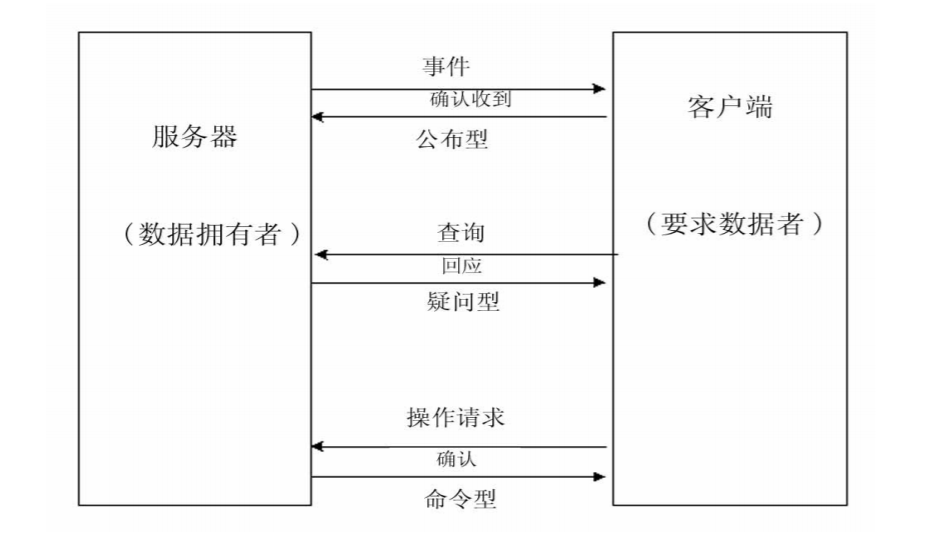 事件
确认收到
公布型
服务器
(数据拥有者)
客户端
(要求数据者)
查询
回应
疑问型
操作请求
确认
命令型